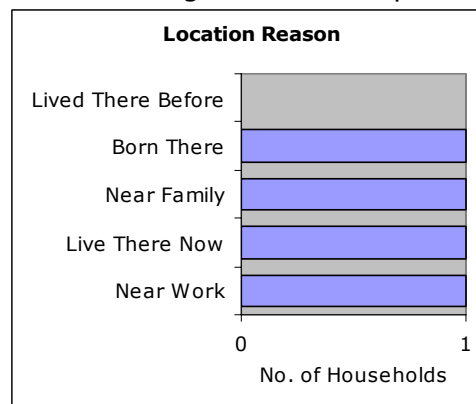 Location Reason
Lived There Before
Born There
Near Family
Live There Now
Near Work
0 1
No. of Households